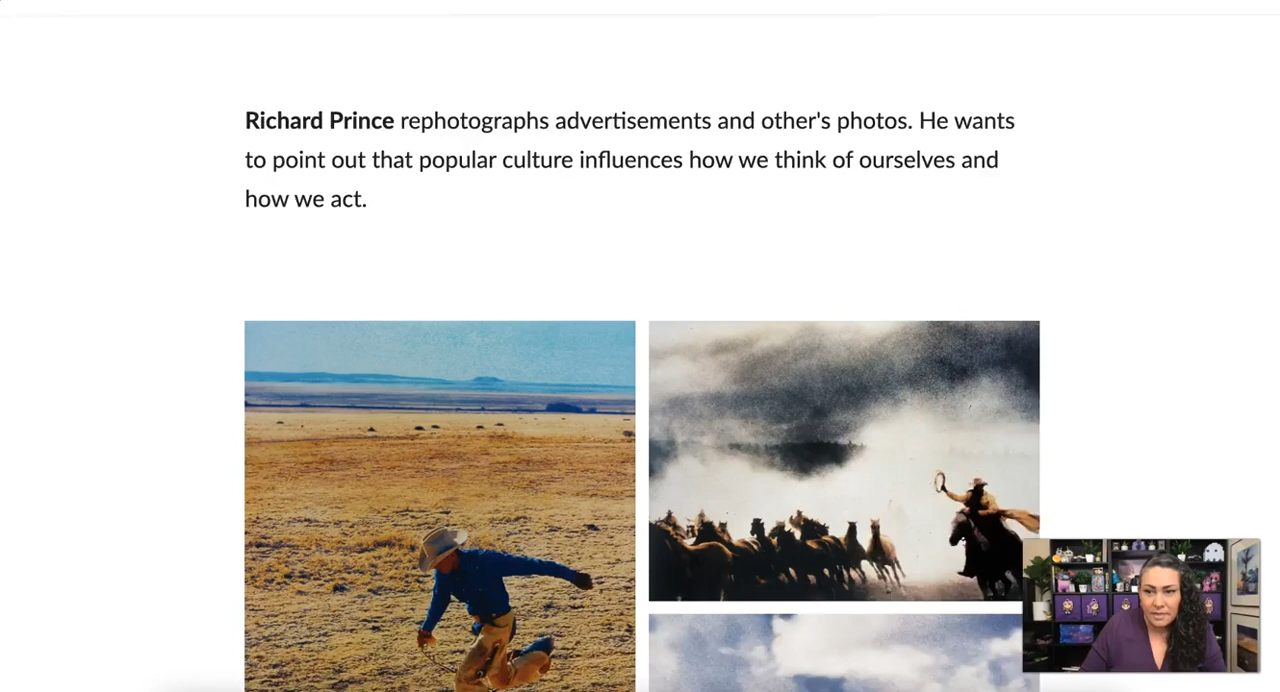 Richard Prince rephotographs advertisements and other's photos. He wants
to point out that popular culture influences how we think of ourselves and
how we act.